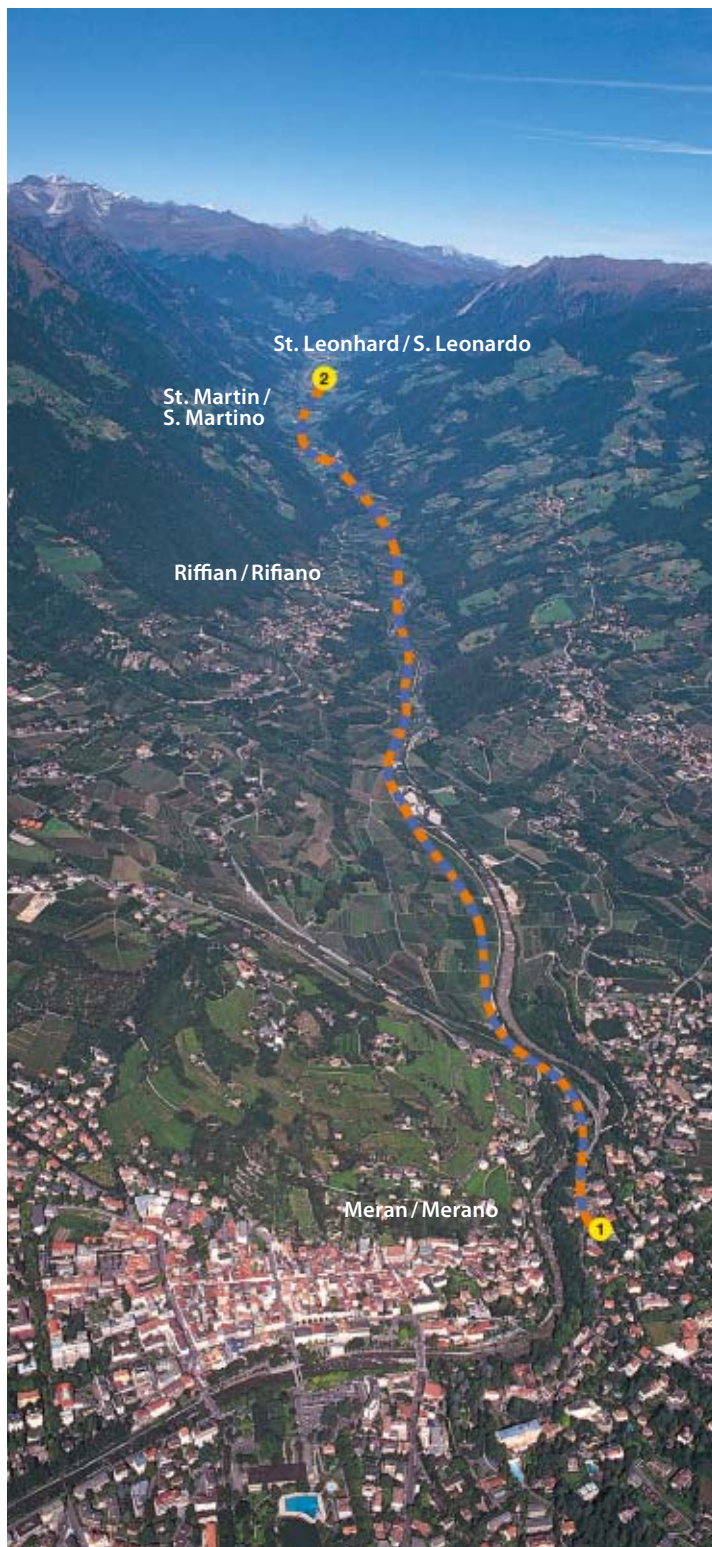 St. Leonhard / S. Leonardo
2
St. Martin /
S. Martino
Riffian / Rifiano
Meran / Merano
1